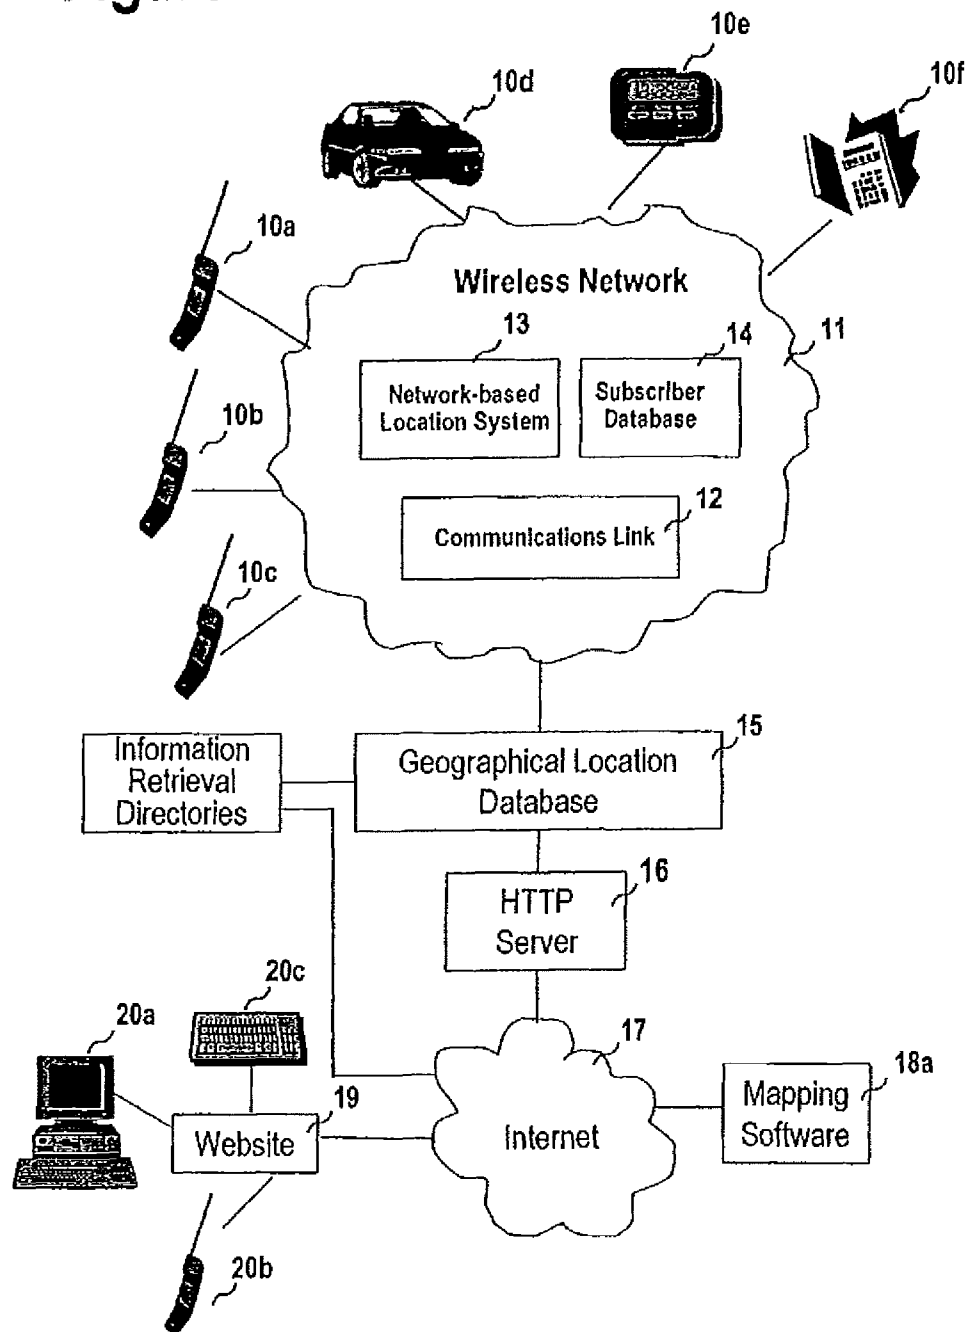 10e
10d
10f
10a
Wireless Network
13
14
11
Network-based
Location System
Subscriber
Database
10b
12
Communications Link
10c
15
Information
Retrieval
Directories
Geographical Location
Database
16
HTTP
Server
20c
20a
17
18a
19
Mapping
Software
Website
Internet
20b